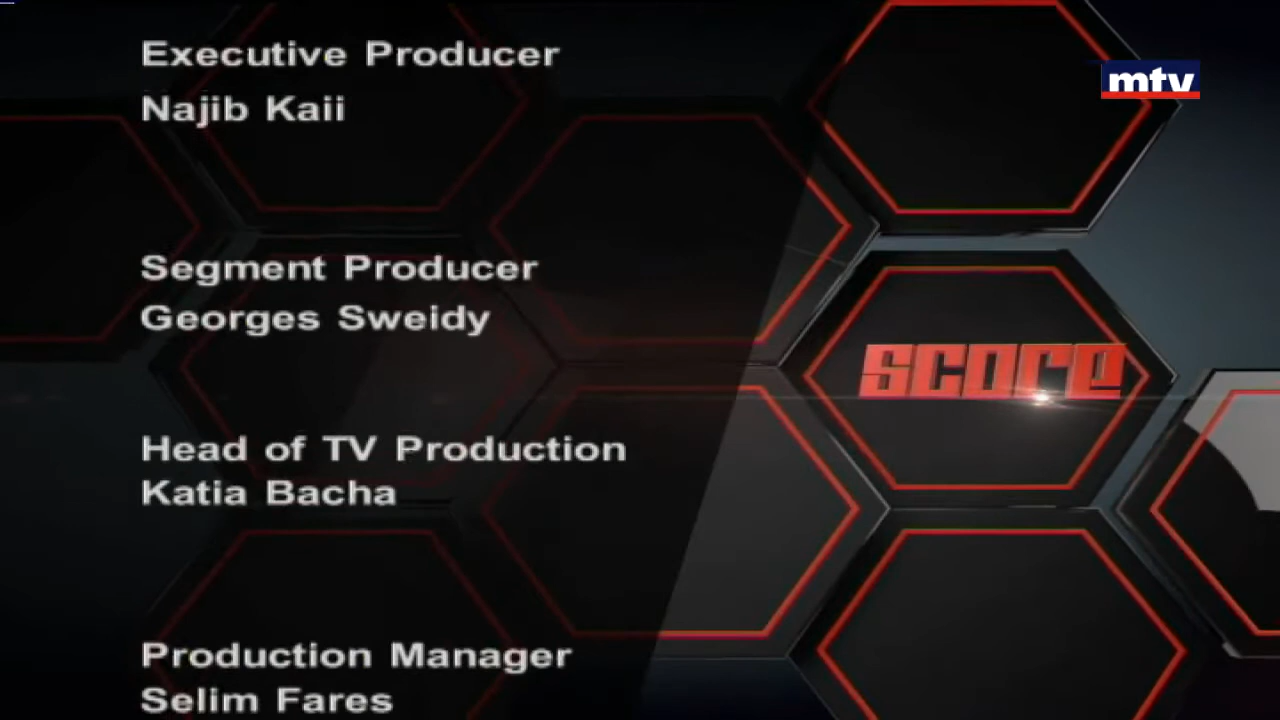 Executive Producer
Najib Kaii
mtv
Segment Producer
Georges Sweidy
score
Head of TV Production
Katia Bacha
Production Manager
Selim Fares